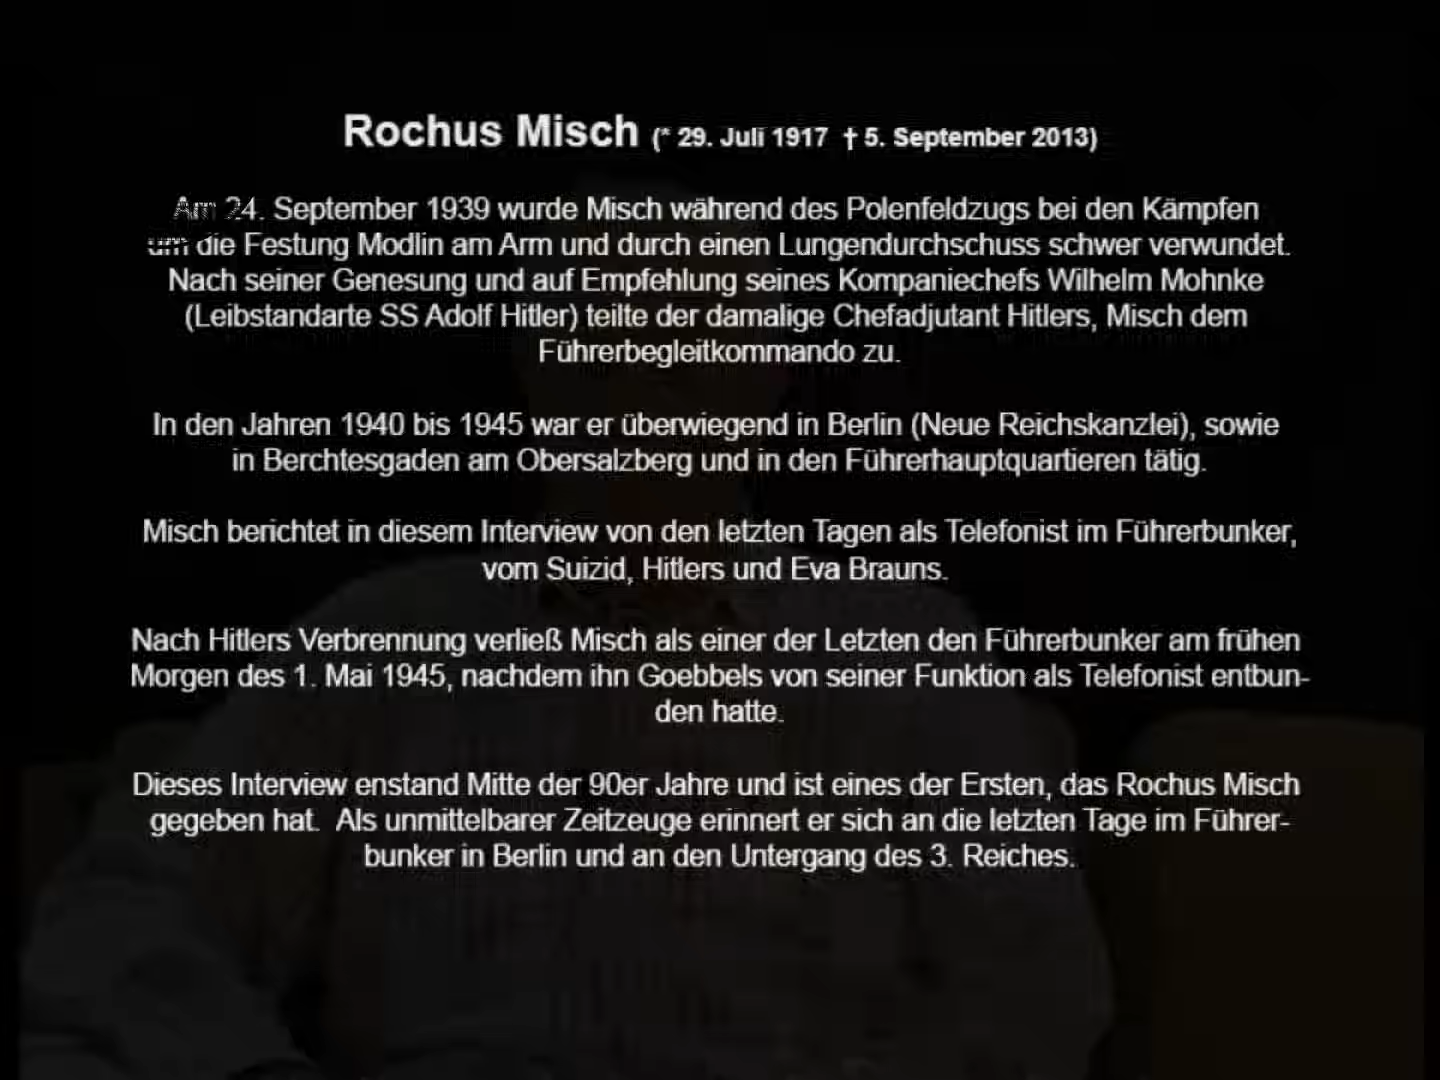 Rochus Misch (* 29. Juli 1917 † 5. September 2013)
Am 24. September 1939 wurde Misch während des Polenfeldzugs bei den Kämpfen
um die Festung Modlin am Arm und durch einen Lungendurchschuss schwer verwundet.
Nach seiner Genesung und auf Empfehlung seines Kompaniechefs Wilhelm Mohnke
(Leibstandarte SS Adolf Hitler) teilte der damalige Chefadjutant Hitlers, Misch dem
Führerbegleitkommando zu.
In den Jahren 1940 bis 1945 war er überwiegend in Berlin (Neue Reichskanzlei), sowie
in Berchtesgaden am Obersalzberg und in den Führerhauptquartieren tätig.
Misch berichtet in diesem Interview von den letzten Tagen als Telefonist im Führerbunker,
vom Suizid, Hitlers und Eva Brauns.
Nach Hitlers Verbrennung verließ Misch als einer der Letzten den Führerbunker am frühen
Morgen des 1. Mai 1945, nachdem ihn Goebbels von seiner Funktion als Telefonist entbun-
den hatte.
Dieses Interview enstand Mitte der 90er Jahre und ist eines der Ersten, das Rochus Misch
gegeben hat.  Als unmittelbarer Zeitzeuge erinnert er sich an die letzten Tage im Führer-
bunker in Berlin und an den Untergang des 3. Reiches.